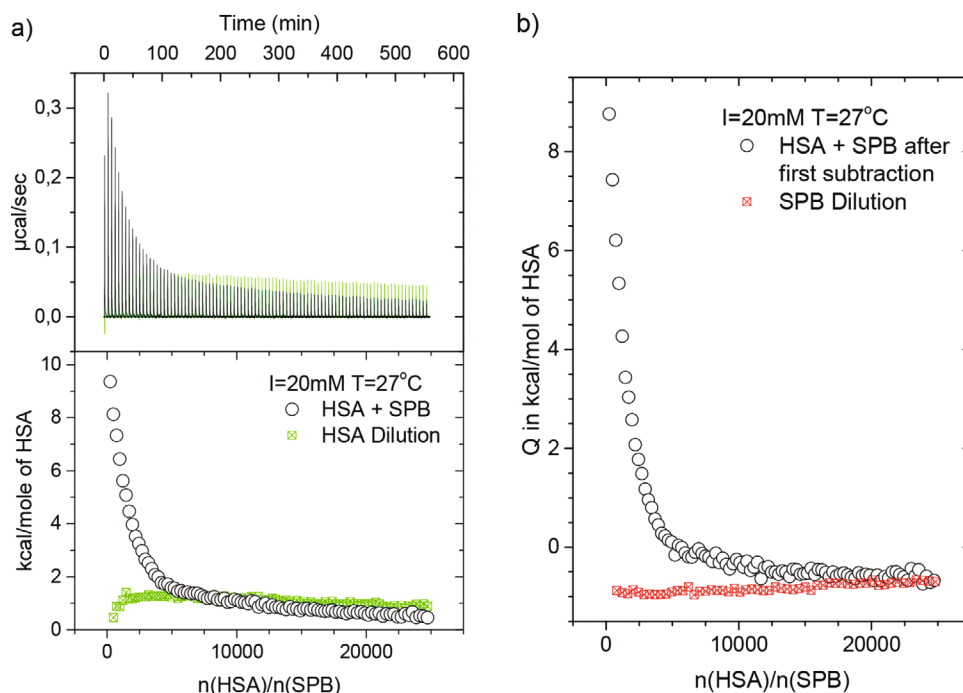 a)
Time (min)
0 100 200 300 400 500 600
0,3
0,2
0,1
0,0
µcal/sec
10
8
6
4
2
0
kcal/mole of HSA
I=20mM T=27°C
HSA + SPB
HSA Dilution
0 10000 20000
n(HSA)/n(SPB)
b)
8
4
0
Q in kcal/mol of HSA
I=20mM T=27°C
HSA + SPB after
first subtraction
SPB Dilution
0 10000 20000
n(HSA)/n(SPB)